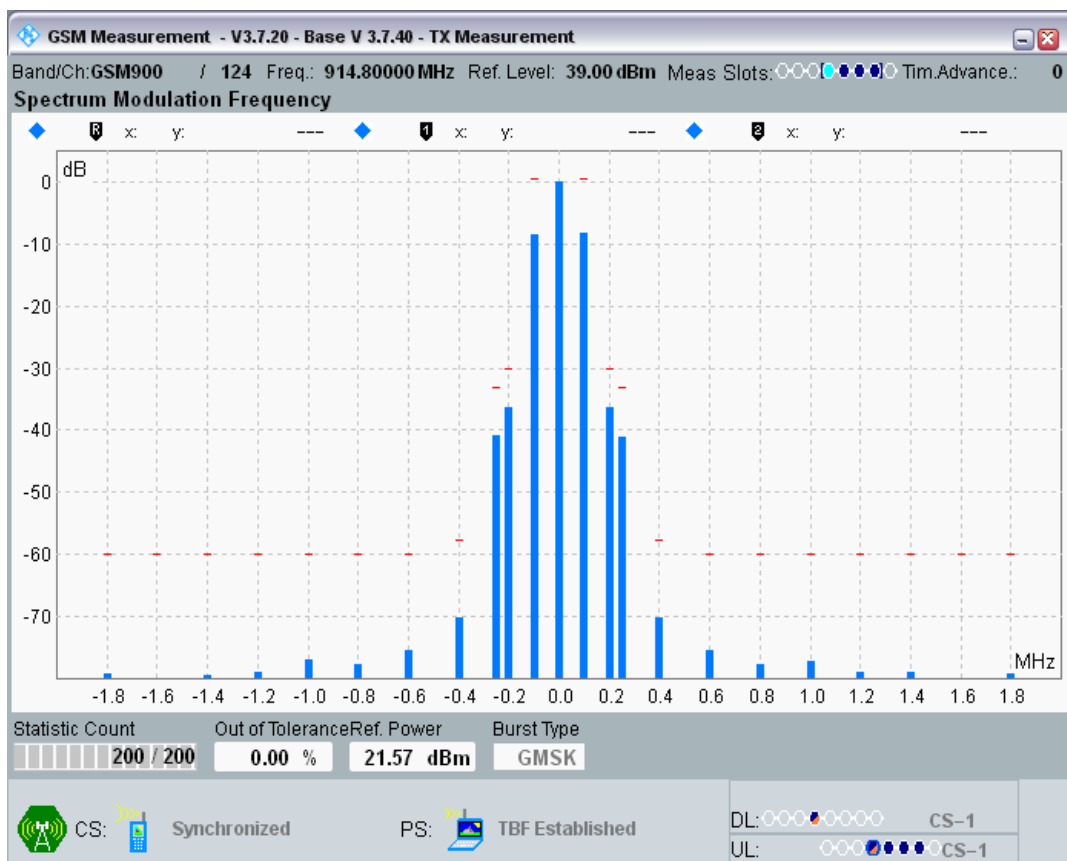 GSM Measurement - V3.7.20 - Base V 3.7.40 - TX Measurement
Band/Ch:GSM900 / 124 Freq.: 914.80000 MHz Ref. Level: 39.00 dBm Meas Slots: Tim.Advance.: 0
Spectrum Modulation Frequency
R x: y: --- 1 x: y: --- 2 x: y: ---
dB
0
-10
-20
-30
-40
-50
-60
-70
MHz
-1.8 -1.6 -1.4 -1.2 -1.0 -0.8 -0.6 -0.4 -0.2 0.0 0.2 0.4 0.6 0.8 1.0 1.2 1.4 1.6 1.8
Statistic Count Out of Tolerance Ref. Power Burst Type
200 / 200 0.00 % 21.57 dBm GMSK
CS: Synchronized PS: TBF Established
DL: CS-1
UL: CS-1